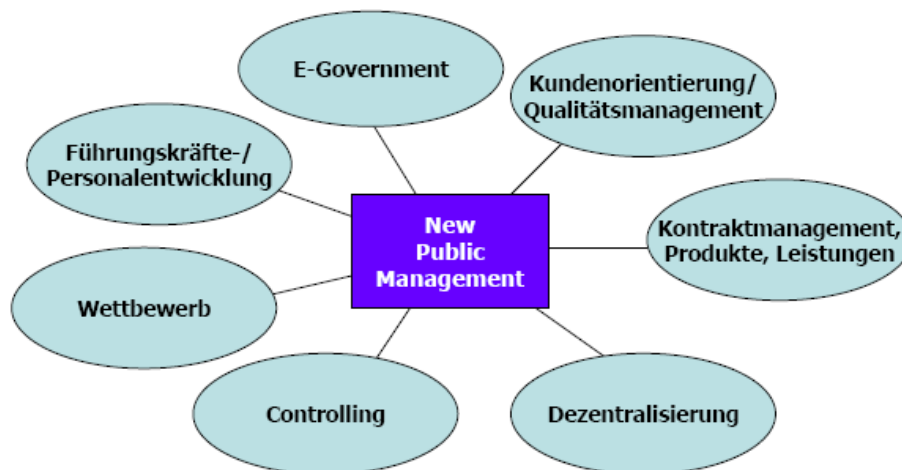 E-Government
Kundenorientierung/
Qualitätsmanagement
Führungskräfte-/
Personalentwicklung
New
Public
Management
Kontraktmanagement,
Produkte, Leistungen
Wettbewerb
Controlling
Dezentralisierung